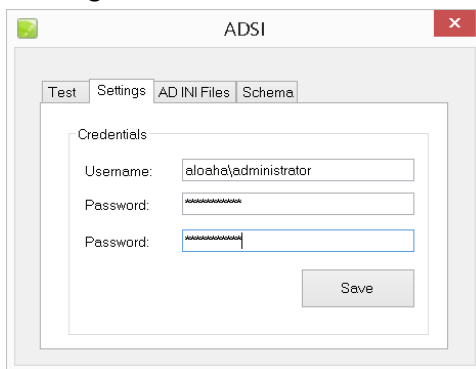 ADSI
Test Settings AD INI Files Schema
Credentials
Username: aloaha\administrator
Password: ***********
Password: ***********
Save